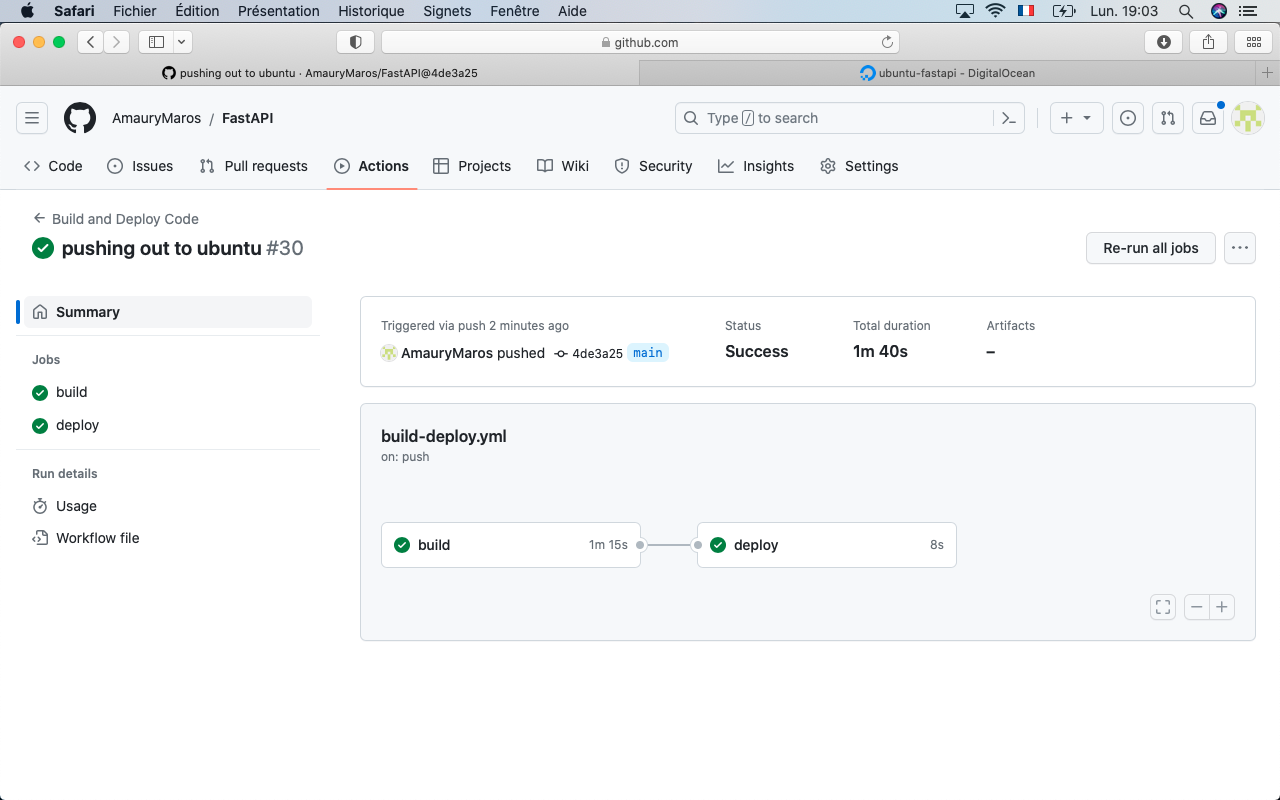 Safari Fichier Édition Présentation Historique Signets Fenêtre Aide Lun. 19:03
github.com
pushing out to ubuntu · AmauryMaros/FastAPI@4de3a25
ubuntu-fastapi - DigitalOcean
AmauryMaros / FastAPI
Type / to search
Code Issues Pull requests Actions Projects Wiki Security Insights Settings
Build and Deploy Code
pushing out to ubuntu #30
Re-run all jobs
Summary
Jobs
build
deploy
Run details
Usage
Workflow file
Triggered via push 2 minutes ago
AmauryMaros pushed 4de3a25 main
Status
Success
Total duration
1m 40s
Artifacts
–
build-deploy.yml
on: push
build 1m 15s
deploy 8s